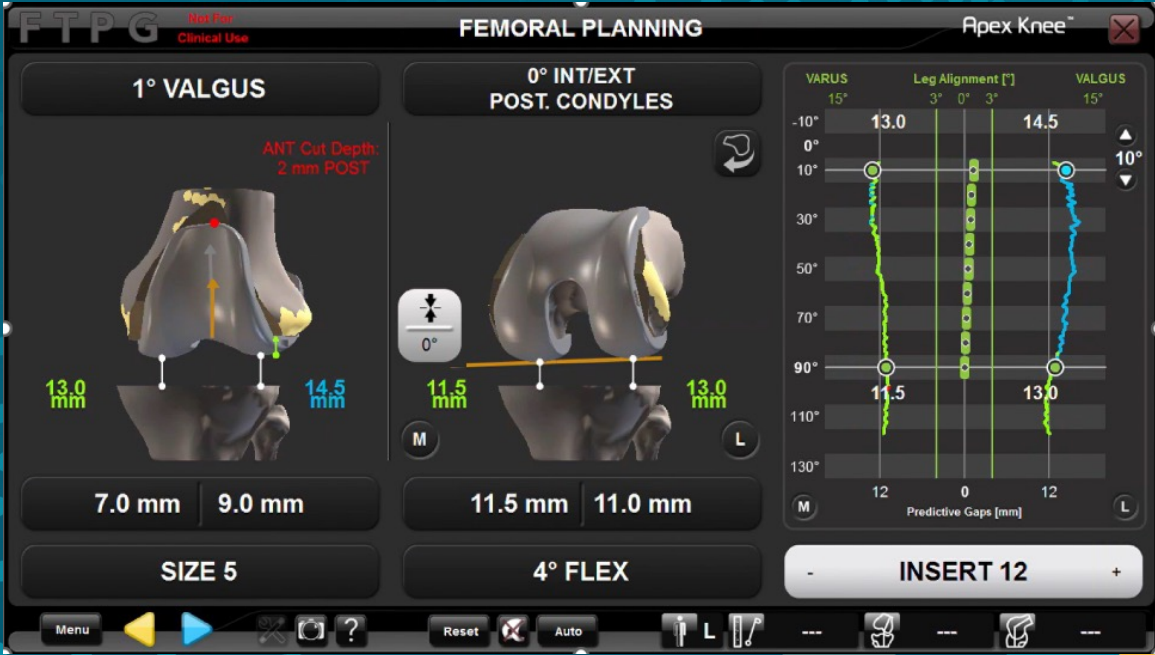 FTPG
Not For
Clinical Use
FEMORAL PLANNING
Apex Knee™
1° VALGUS
0° INT/EXT
POST. CONDYLES
ANT Cut Depth:
2 mm POST
VARUS Leg Alignment [°] VALGUS
15° 3° 0° 3° 15°
-10° 13.0 14.5
0°
10° 10°
30°
50°
70°
90°
11.5 13.0
110°
130°
12 0 12
M Predictive Gaps [mm] L
0°
13.0
mm
14.5
mm
11.5
mm
13.0
mm
M L
7.0 mm 9.0 mm
11.5 mm 11.0 mm
SIZE 5
4° FLEX
- INSERT 12 +
Menu ? Reset Auto L --- --- ---